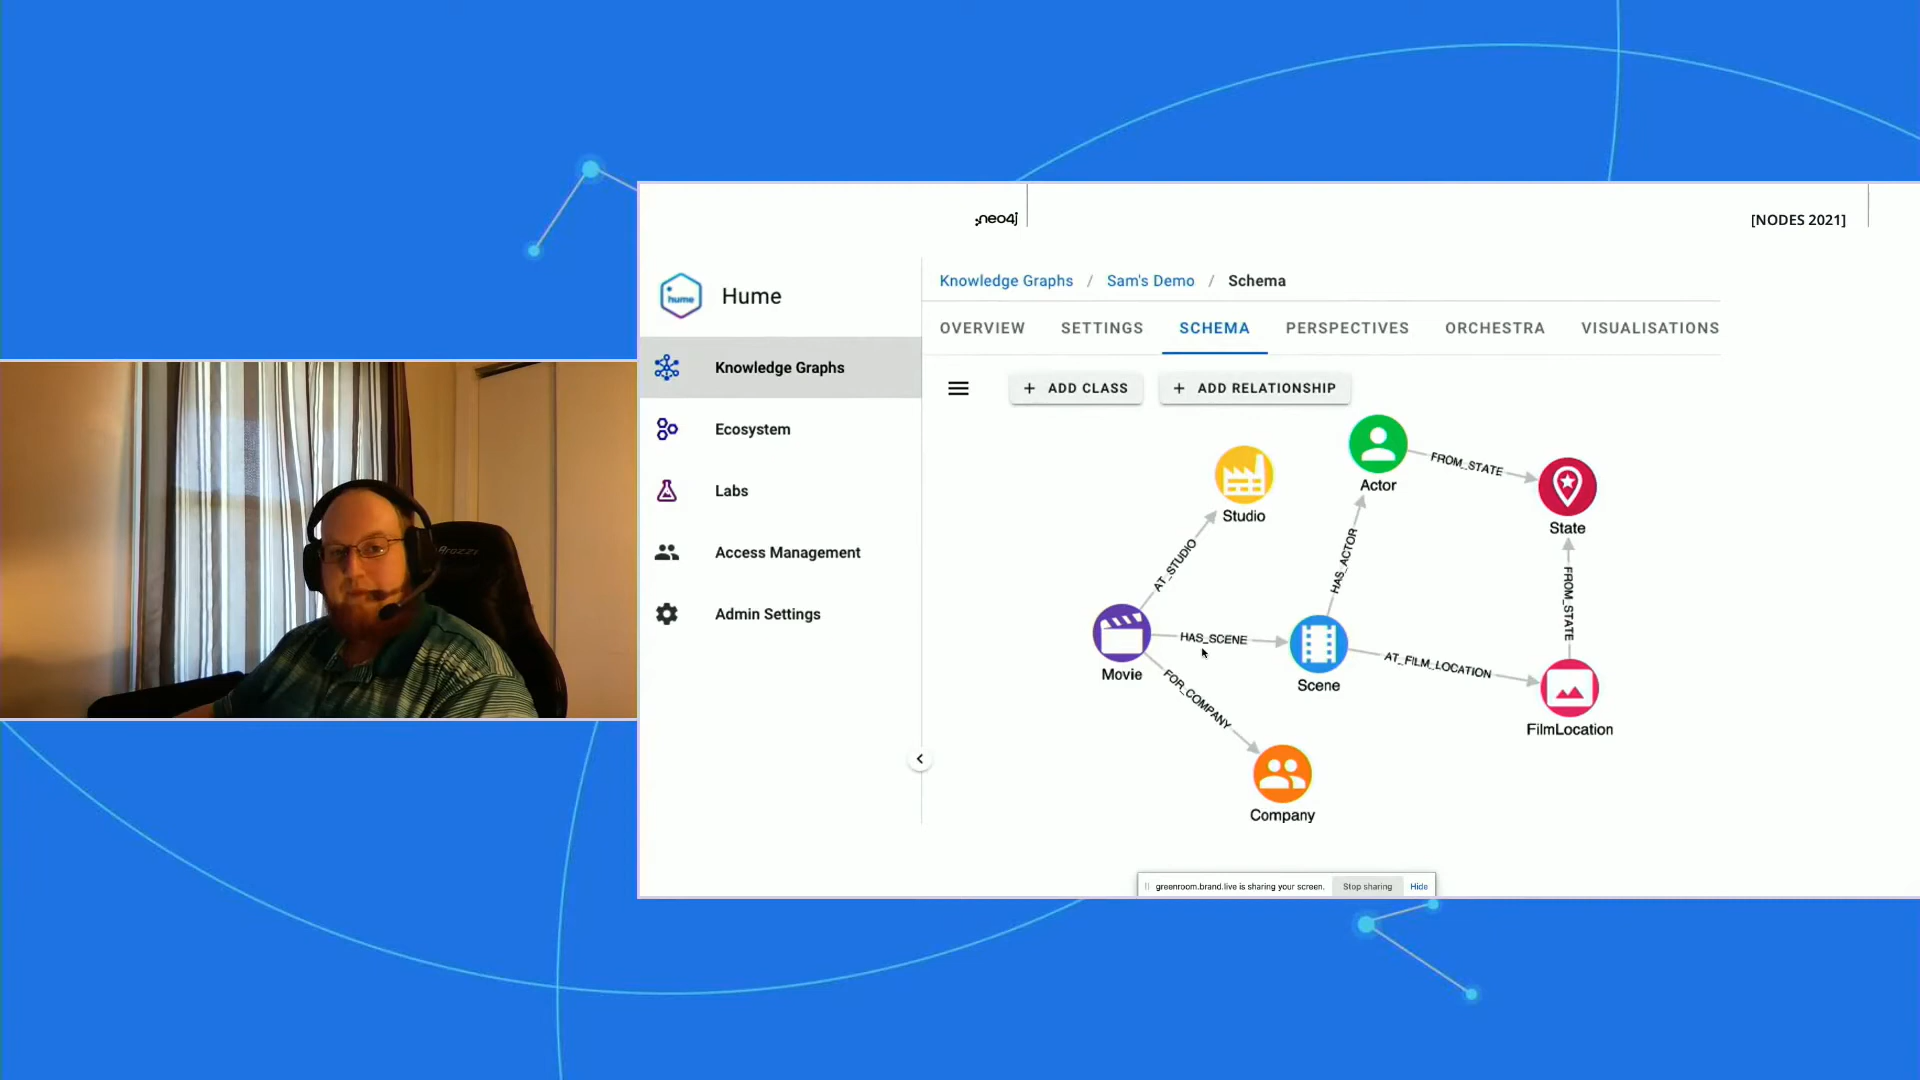 :neo4j
[NODES 2021]
hume
Hume
Knowledge Graphs / Sam's Demo / Schema
OVERVIEW SETTINGS SCHEMA PERSPECTIVES ORCHESTRA VISUALISATIONS
Knowledge Graphs
Ecosystem
Labs
Access Management
Admin Settings
+ ADD CLASS + ADD RELATIONSHIP
Studio
Actor
FROM_STATE
State
AT_STUDIO
HAS_ACTOR
FROM_STATE
Movie
HAS_SCENE
Scene
AT_FILM_LOCATION
FilmLocation
FOR_COMPANY
Company
Arozzi
greenroom.brand.live is sharing your screen. Stop sharing Hide